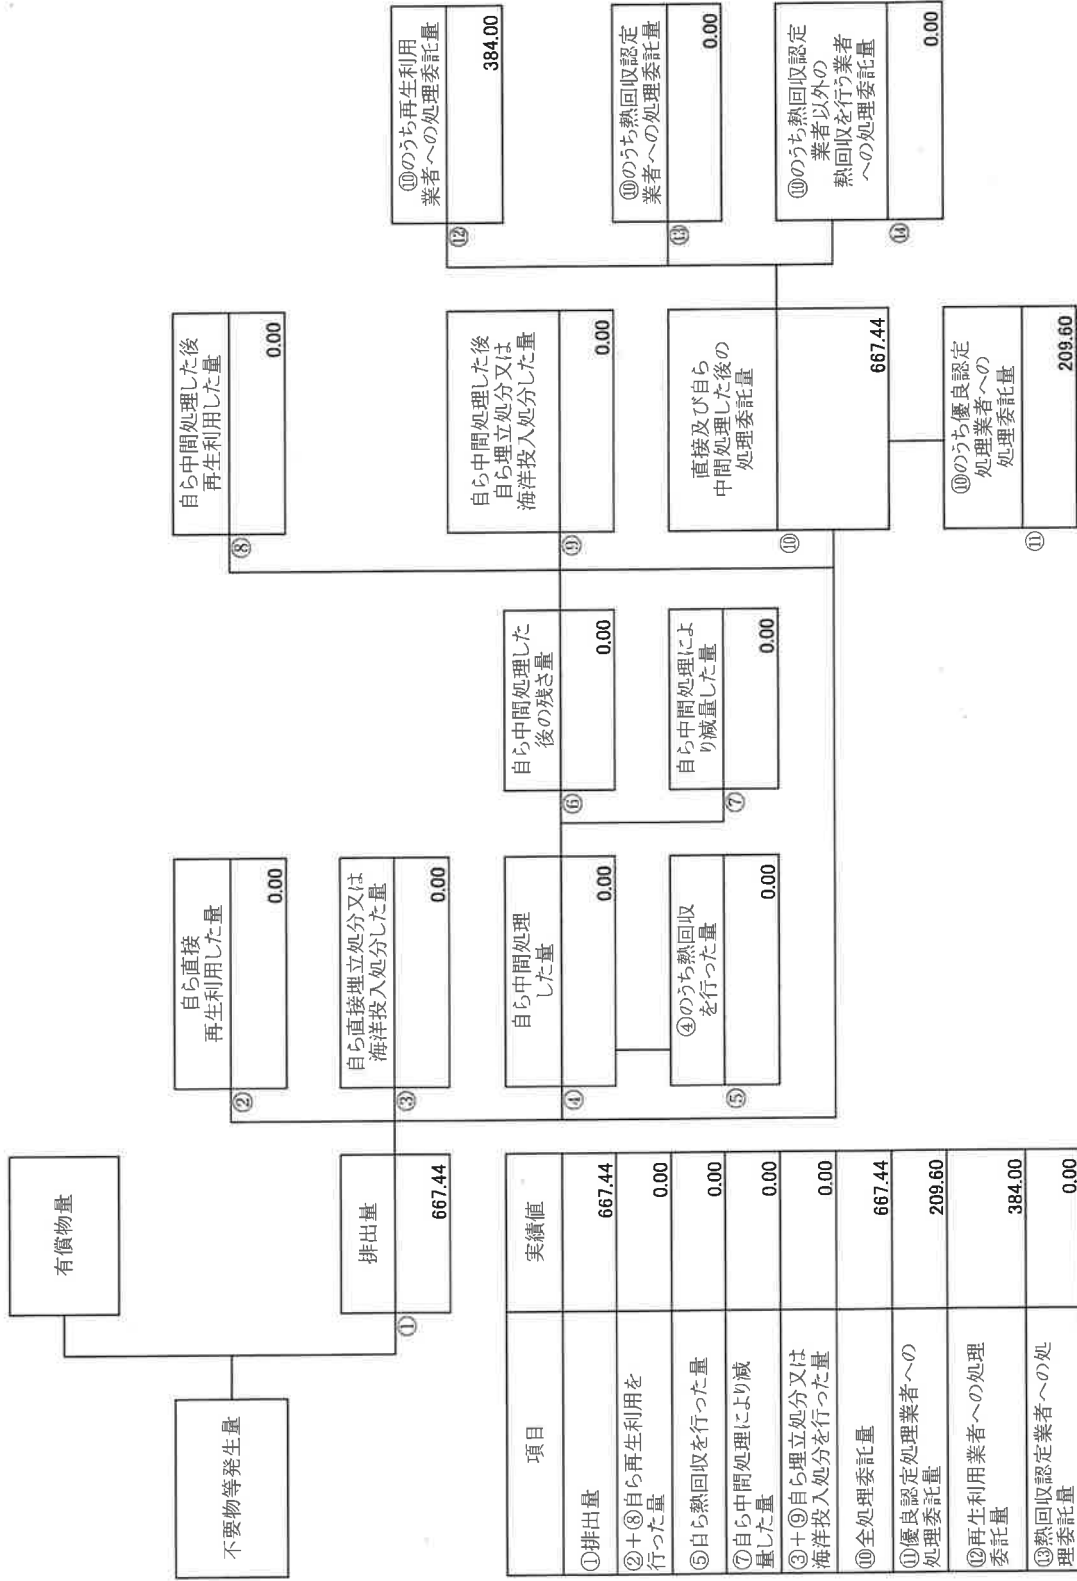 不要物等発生量
有償物量
排出量
①
667.44
自ら直接
再生利用した量
②
0.00
自ら直接埋立処分又は
海洋投入処分した量
③
0.00
自ら中間処理
した量
④
0.00
④のうち熱回収
を行った量
⑤
0.00
自ら中間処理した
後の残さ量
⑥
0.00
自ら中間処理によ
り減量した量
⑦
0.00
自ら中間処理した後
再生利用した量
⑧
0.00
自ら中間処理した後
自ら埋立処分又は
海洋投入処分した量
⑨
0.00
直接及び自ら
中間処理した後の
処理委託量
⑩
667.44
⑩のうち優良認定
処理業者への
処理委託量
⑪
209.60
⑩のうち再生利用
業者への処理委託量
⑫
384.00
⑩のうち熱回収認定
業者への処理委託量
⑬
0.00
⑩のうち熱回収認定
業者以外の
熱回収を行う業者
への処理委託量
⑭
0.00
項目
実績値
①排出量
667.44
②+⑧自ら再生利用を
行った量
0.00
⑤自ら熱回収を行った量
0.00
⑦自ら中間処理により減
量した量
0.00
③+⑨自ら埋立処分又は
海洋投入処分を行った量
0.00
⑩全処理委託量
667.44
⑪優良認定処理業者への
処理委託量
209.60
⑫再生利用業者への処理
委託量
384.00
⑬熱回収認定業者への処
理委託量
0.00